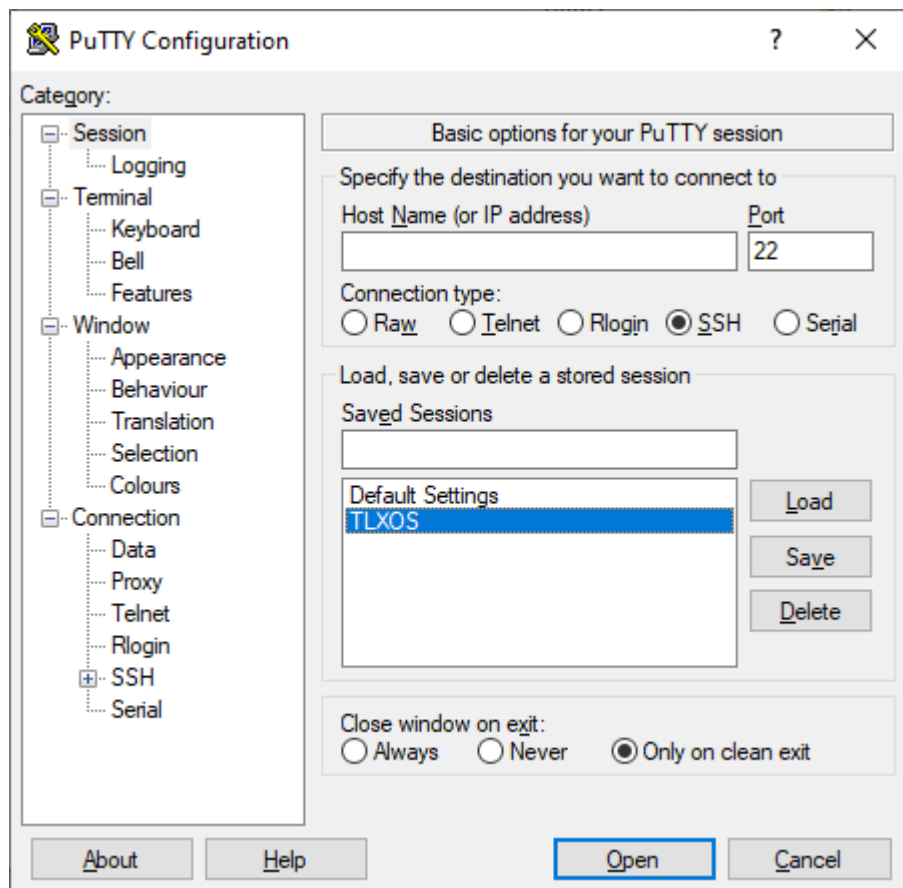 PuTTY Configuration
?
Category:
Session
Logging
Terminal
Keyboard
Bell
Features
Window
Appearance
Behaviour
Translation
Selection
Colours
Connection
Data
Proxy
Telnet
Rlogin
SSH
Serial
Basic options for your PuTTY session
Specify the destination you want to connect to
Host Name (or IP address) Port
22
Connection type:
Raw Telnet Rlogin SSH Serial
Load, save or delete a stored session
Saved Sessions
Default Settings
TLXOS
Load
Save
Delete
Close window on exit:
Always Never Only on clean exit
About Help Open Cancel